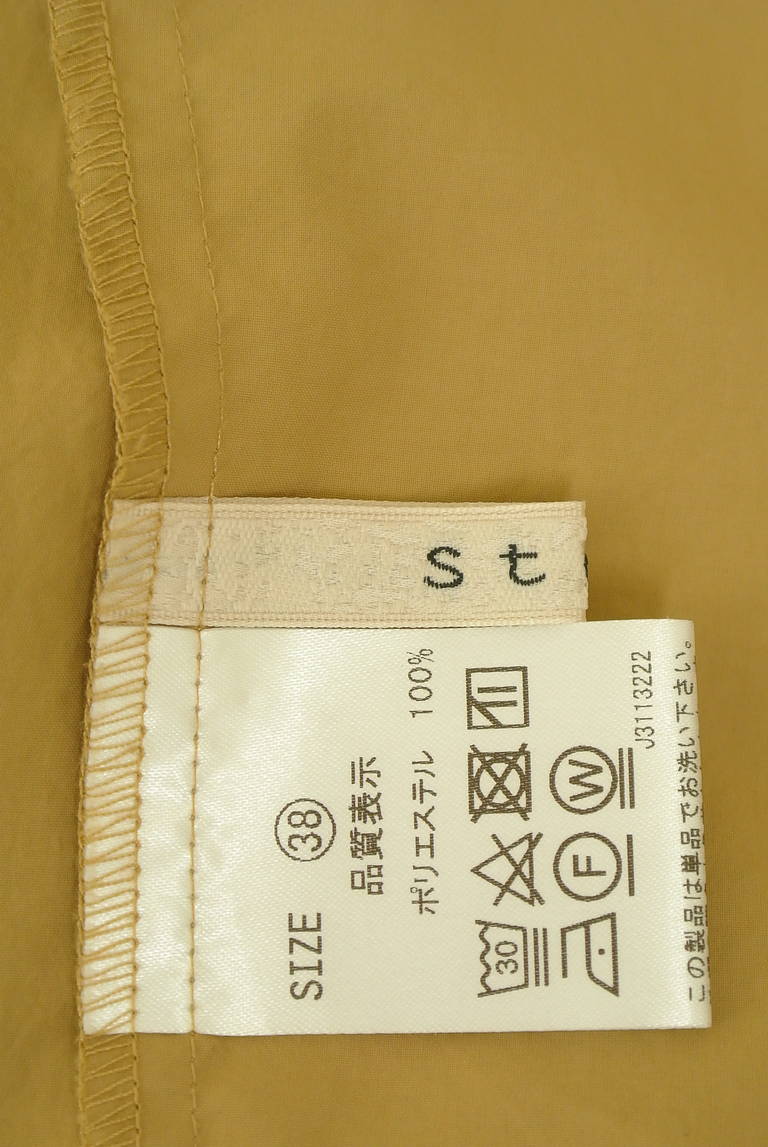 St
SIZE 38
品質表示
ポリエステル 100%
30
F W
J3113222
この製品は単品でお洗い下さい。